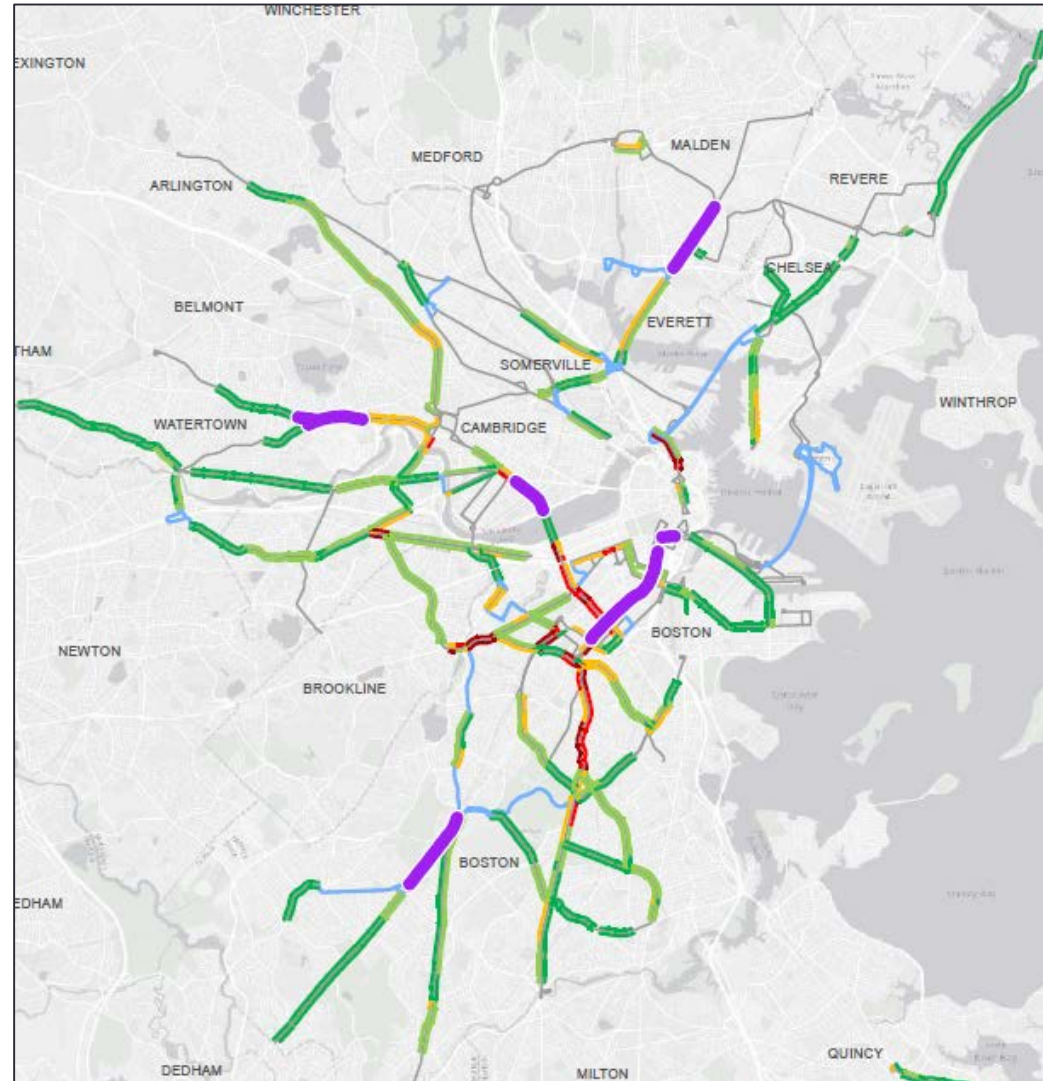 WINCHESTER
EXINGTON
MEDFORD
MALDEN
REVERE
ARLINGTON
CHELSEA
BELMONT
EVERETT
THAM
SOMERVILLE
WINTHROP
WATERTOWN
CAMBRIDGE
BOSTON
NEWTON
BROOKLINE
BOSTON
EDHAM
QUINCY
DEDHAM
MILTON